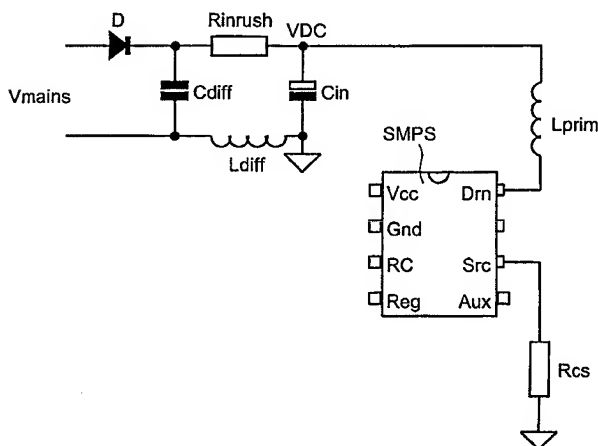 D
Rinrush
VDC
Vmains
Cdiff
Cin
Ldiff
Lprim
SMPS
Vcc
Drn
Gnd
RC
Src
Reg
Aux
Rcs